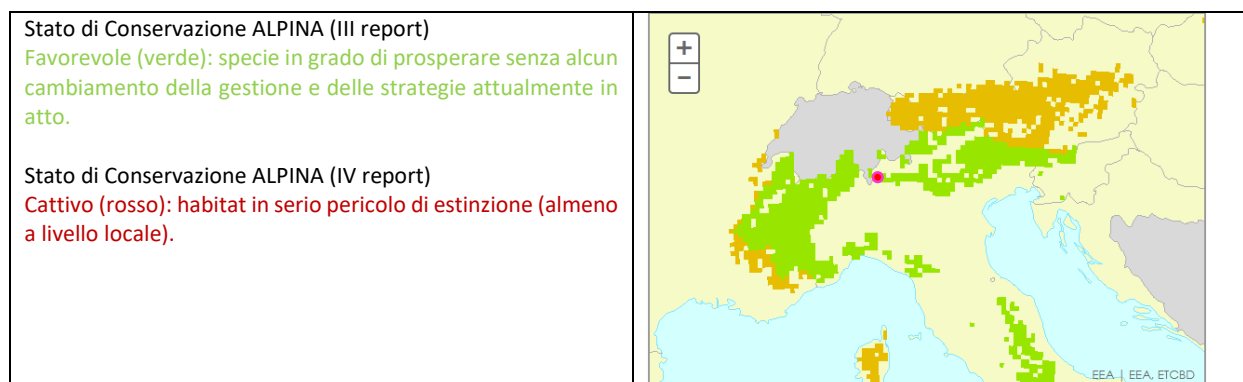 Stato di Conservazione ALPINA (III report)
Favorevole (verde): specie in grado di prosperare senza alcun
cambiamento della gestione e delle strategie attualmente in
atto.
Stato di Conservazione ALPINA (IV report)
Cattivo (rosso): habitat in serio pericolo di estinzione (almeno
a livello locale).
+
−
EEA | EEA, ETCBD